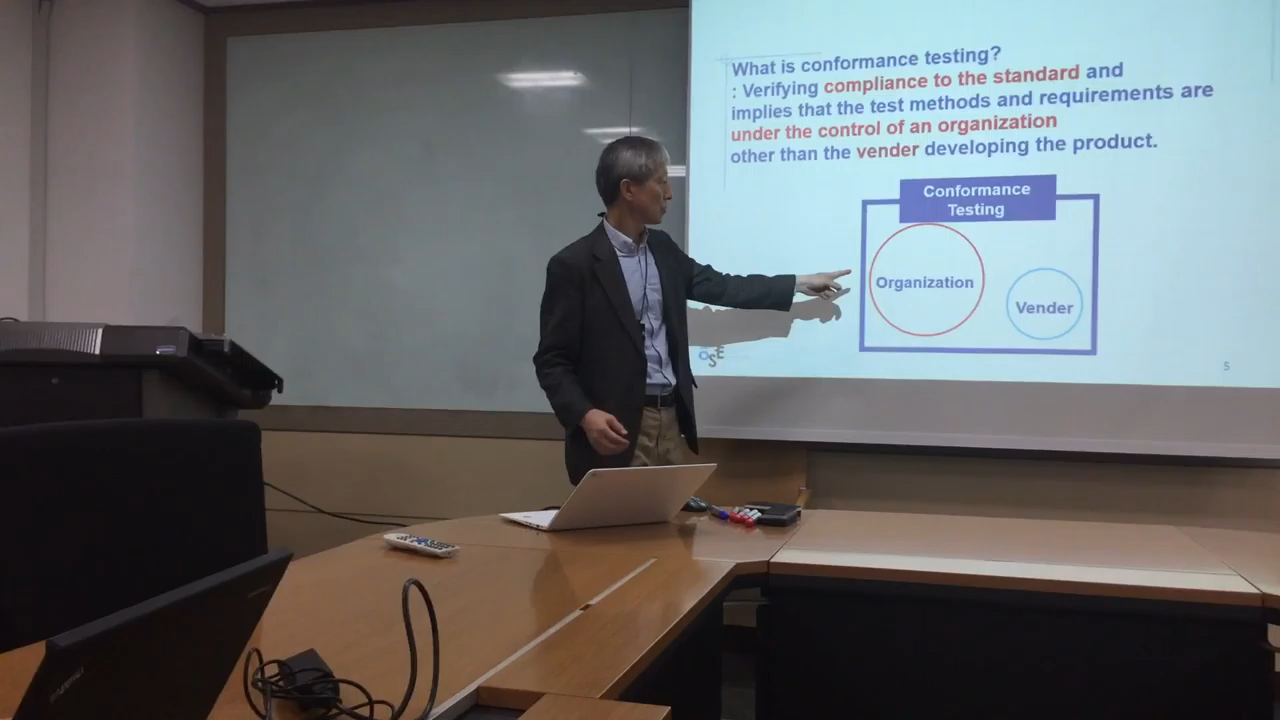 What is conformance testing?
: Verifying compliance to the standard and
implies that the test methods and requirements are
under the control of an organization
other than the vender developing the product.
Conformance
Testing
Organization
Vender
OSE
5